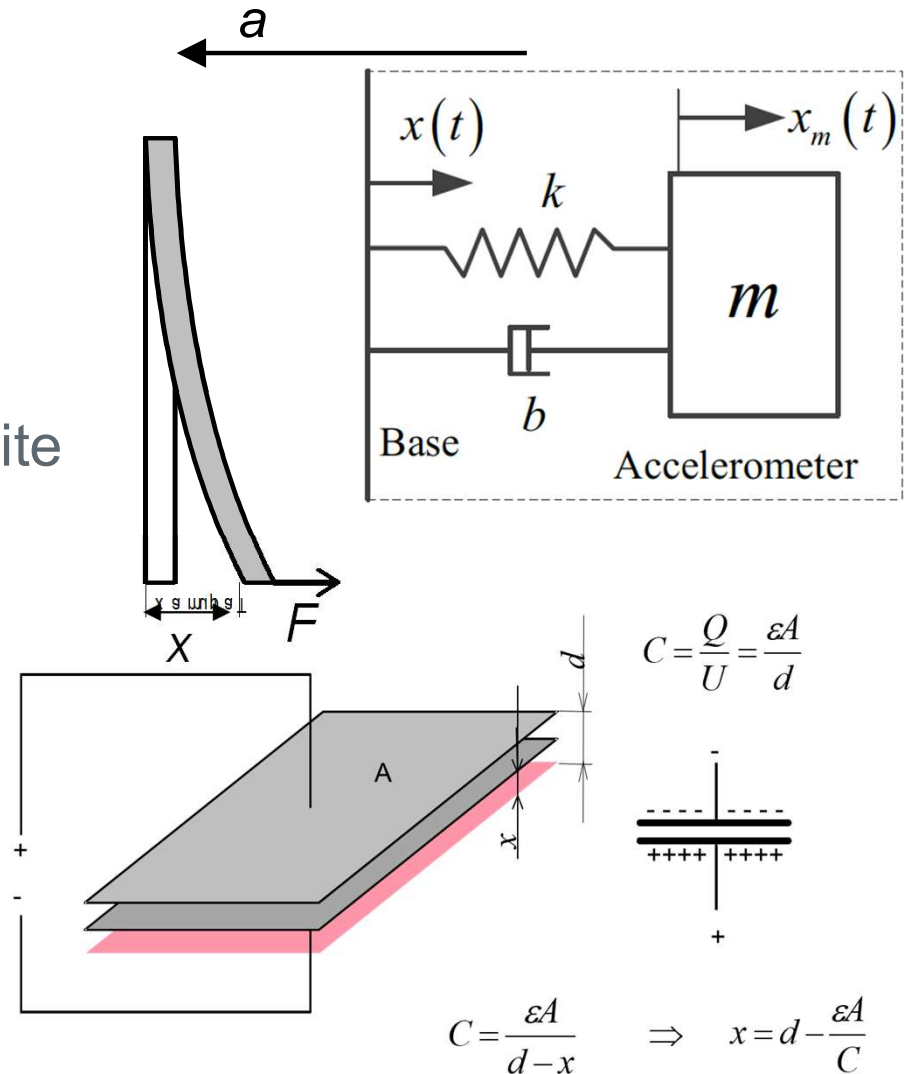 a
x(t)
x_m(t)
k
m
b
Base
Accelerometer
ite
F
X
C = Q/U = εA/d
d
A
x
+
-
-
- - - - - - - -
++++ ++++
+
C = εA/(d-x) ⇒ x = d - εA/C